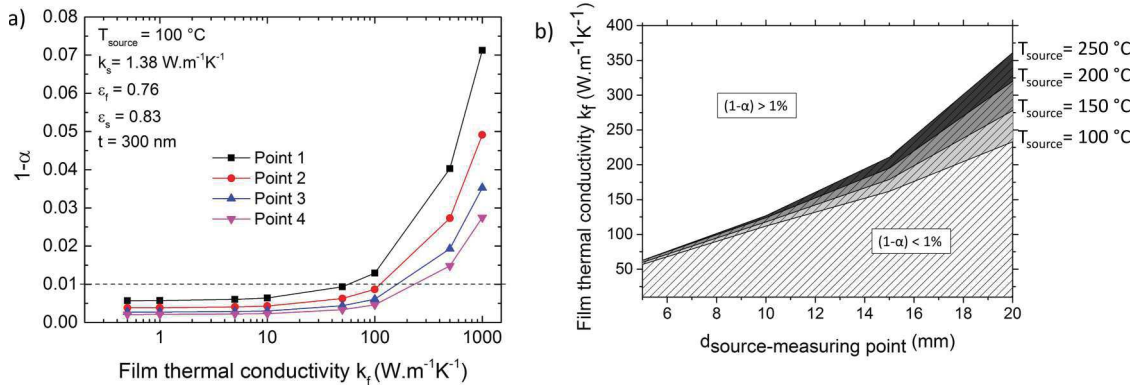 a)
T_source = 100 °C
k_s = 1.38 W.m⁻¹K⁻¹
ε_f = 0.76
ε_s = 0.83
t = 300 nm
Point 1
Point 2
Point 3
Point 4
1-α
0.07
0.06
0.05
0.04
0.03
0.02
0.01
0.00
1
10
100
1000
Film thermal conductivity k_f (W.m⁻¹K⁻¹)
b)
Film thermal conductivity k_f (W.m⁻¹K⁻¹)
400
350
300
250
200
150
100
50
(1-α) > 1%
(1-α) < 1%
T_source= 250 °C
T_source= 200 °C
T_source= 150 °C
T_source= 100 °C
6
8
10
12
14
16
18
20
d_source-measuring point (mm)